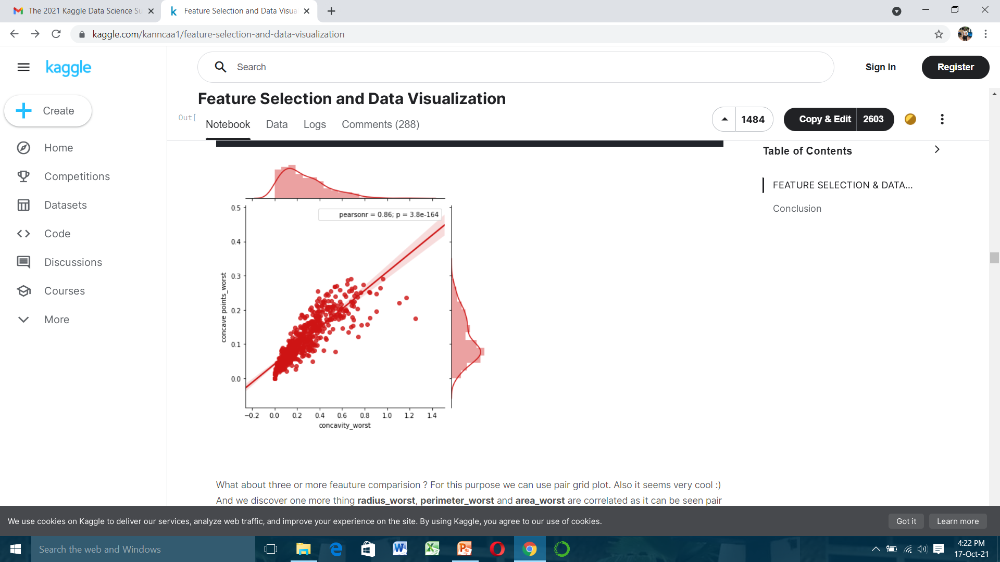 The 2021 Kaggle Data Science Su
Feature Selection and Data Visua
kaggle.com/kanncaa1/feature-selection-and-data-visualization
kaggle
Search
Sign In
Register
Create
Feature Selection and Data Visualization
Out[
Notebook
Data
Logs
Comments (288)
1484
Copy & Edit
2603
Home
Competitions
Datasets
Code
Discussions
Courses
More
Table of Contents
FEATURE SELECTION & DATA...
Conclusion
pearsonr = 0.86; p = 3.8e-164
0.5
0.4
0.3
0.2
0.1
0.0
concave points_worst
−0.2 0.0 0.2 0.4 0.6 0.8 1.0 1.2 1.4
concavity_worst
What about three or more feauture comparision ? For this purpose we can use pair grid plot. Also it seems very cool :)
And we discover one more thing radius_worst, perimeter_worst and area_worst are correlated as it can be seen pair
We use cookies on Kaggle to deliver our services, analyze web traffic, and improve your experience on the site. By using Kaggle, you agree to our use of cookies.
Got it
Learn more
Search the web and Windows
4:22 PM
17-Oct-21